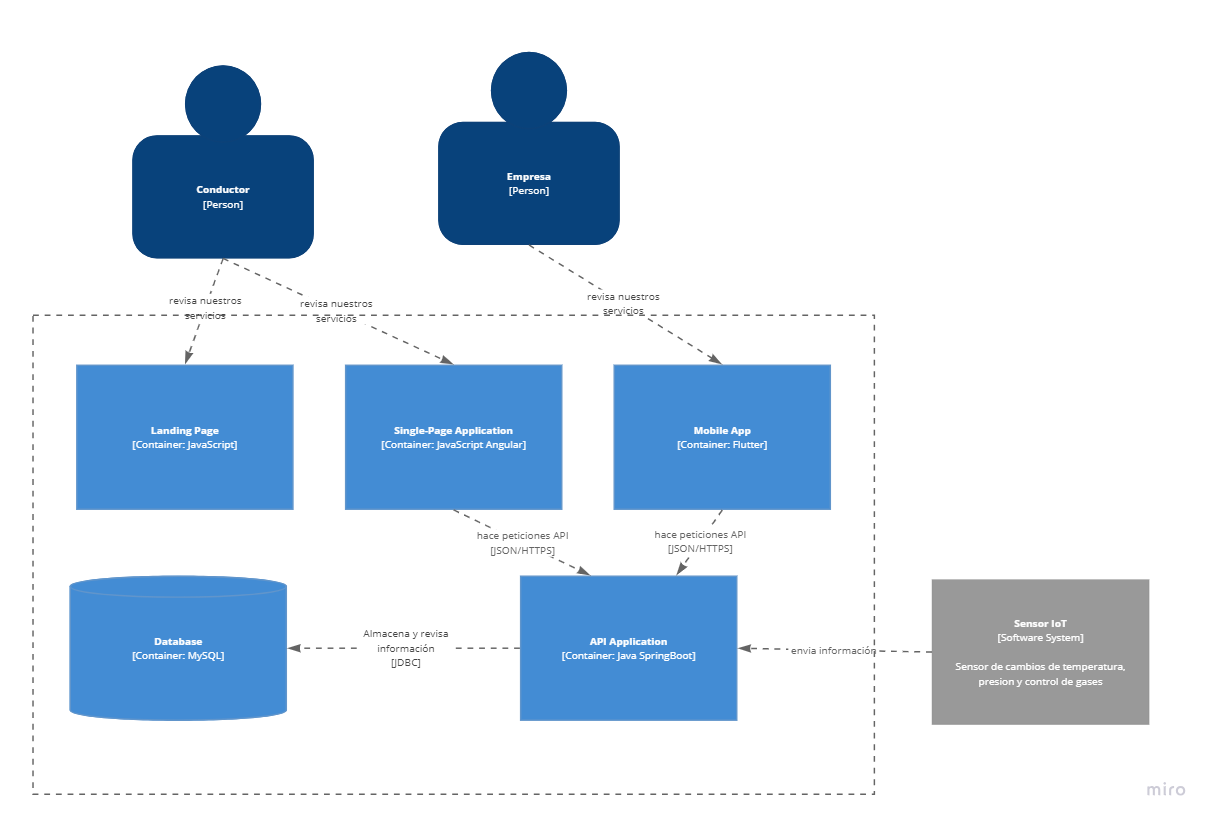 Conductor
[Person]
Empresa
[Person]
revisa nuestros
servicios
revisa nuestros
servicios
revisa nuestros
servicios
Landing Page
[Container: JavaScript]
Single-Page Application
[Container: JavaScript Angular]
Mobile App
[Container: Flutter]
hace peticiones API
[JSON/HTTPS]
hace peticiones API
[JSON/HTTPS]
Database
[Container: MySQL]
Almacena y revisa
información
[JDBC]
API Application
[Container: Java SpringBoot]
envia información
Sensor IoT
[Software System]
Sensor de cambios de temperatura,
presion y control de gases
miro